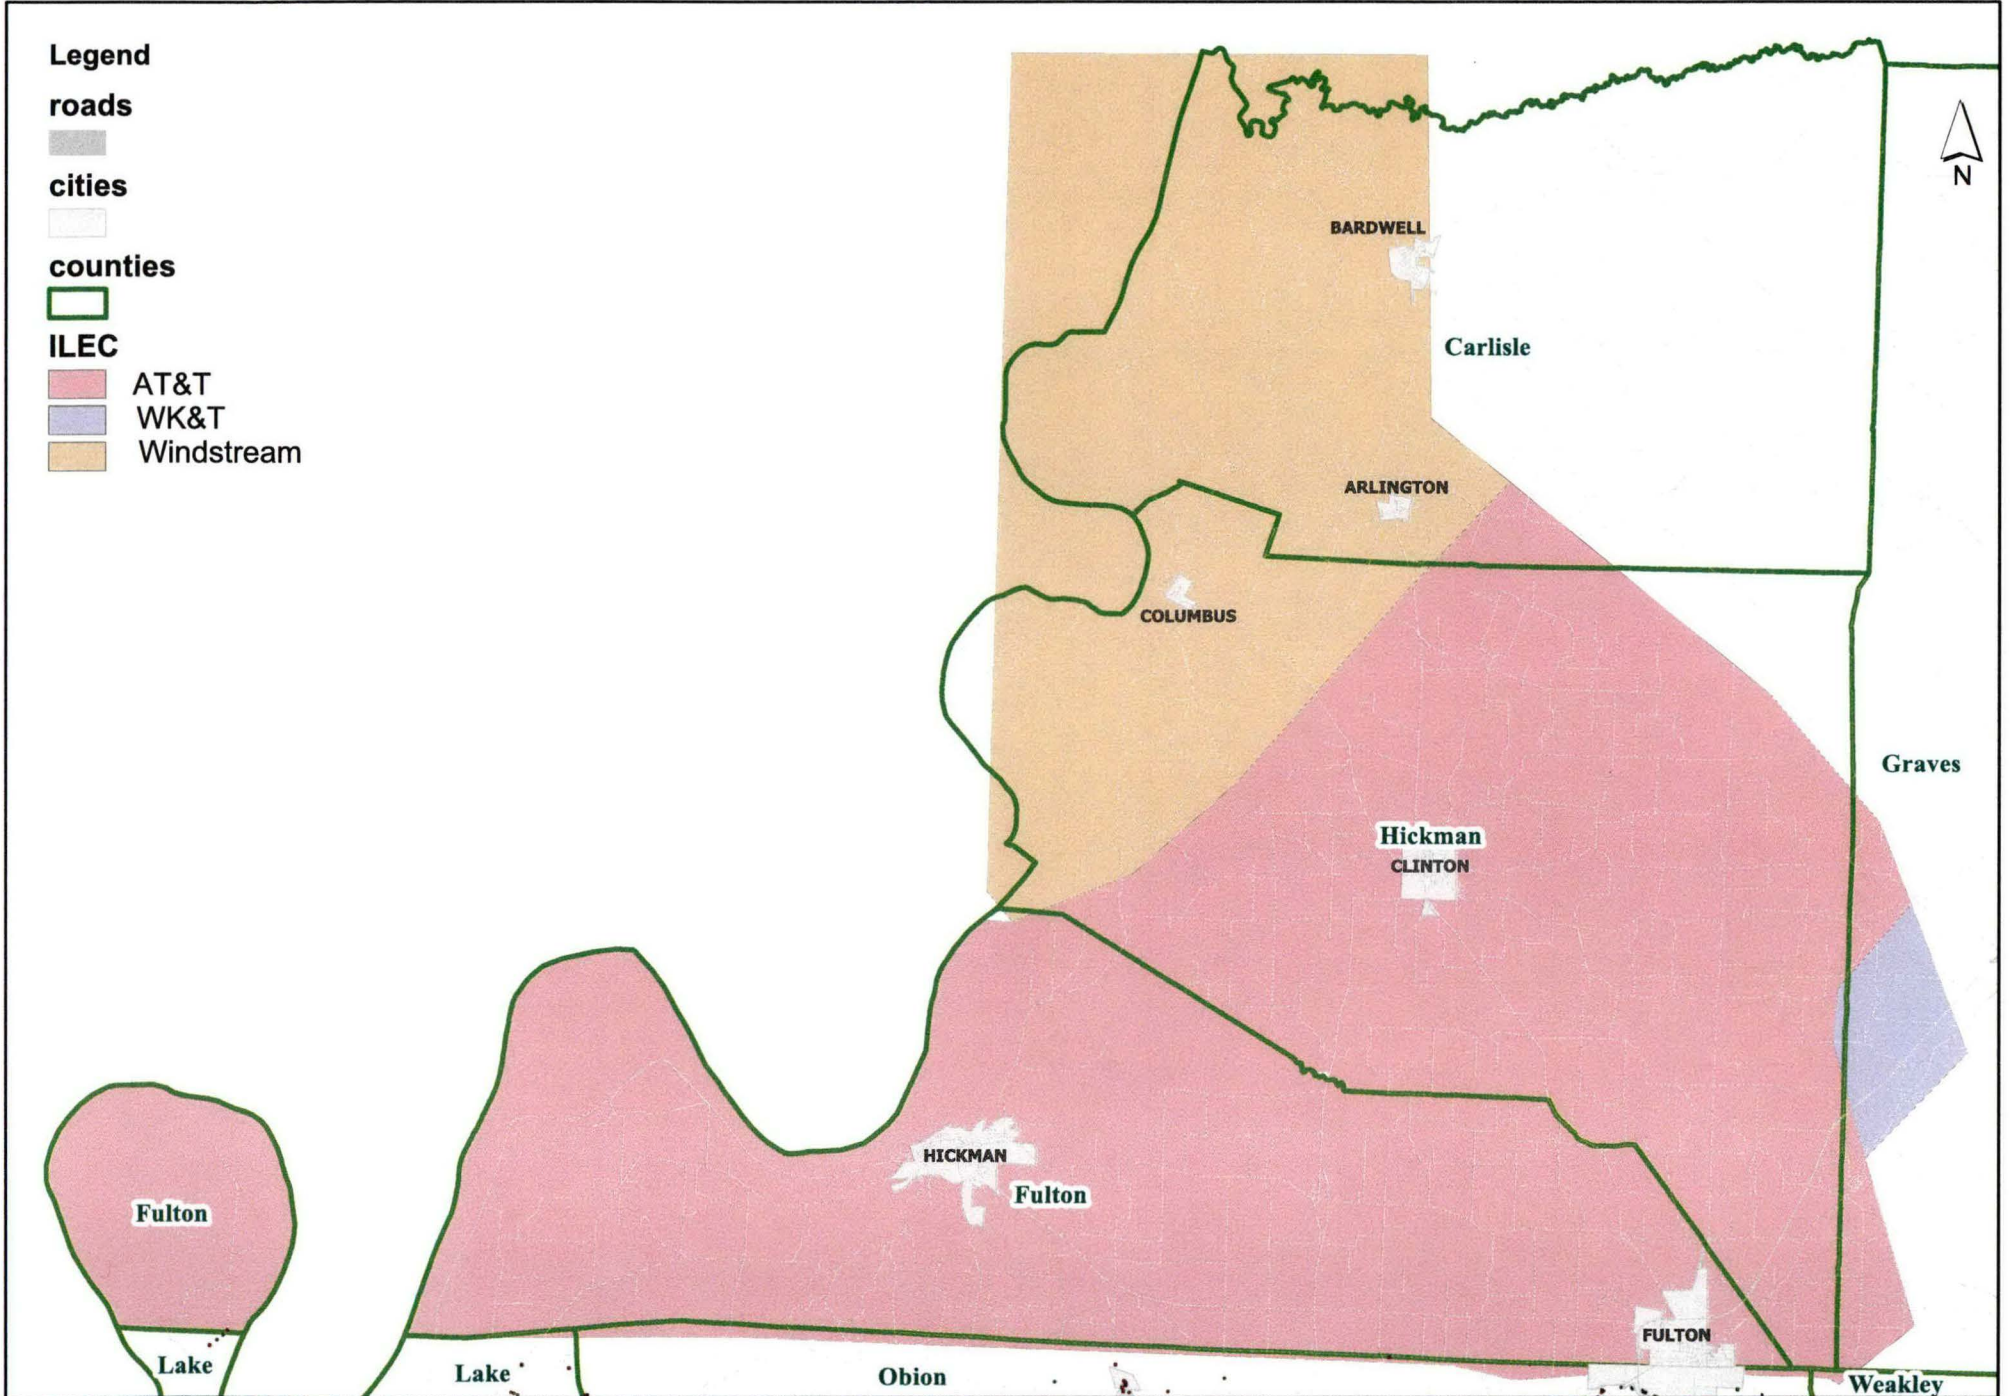 Legend
roads
cities
counties
ILEC
AT&T
WK&T
Windstream
N
BARDWELL
Carlisle
ARLINGTON
COLUMBUS
Graves
Hickman
CLINTON
HICKMAN
Fulton
Fulton
FULTON
Lake
Lake
Obion
Weakley